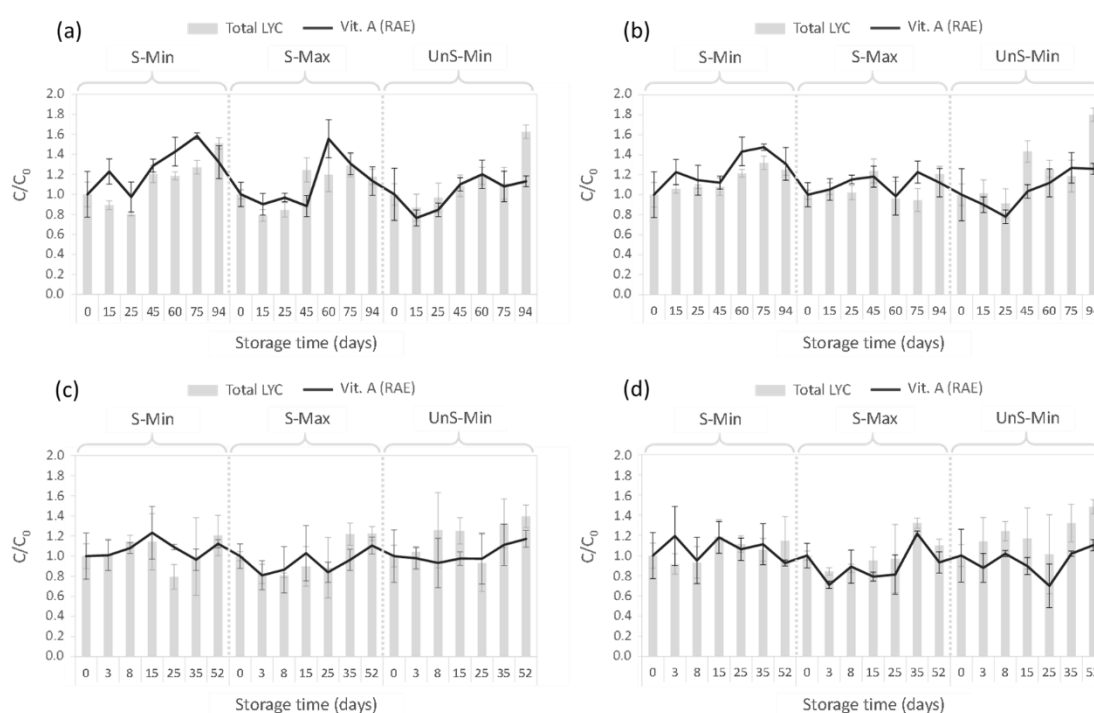 (a) Total LYC Vit. A (RAE)
S-Min S-Max UnS-Min
2.0
1.8
1.6
1.4
1.2
1.0
0.8
0.6
0.4
0.2
0.0
C/C0
0 15 25 45 60 75 94 0 15 25 45 60 75 94 0 15 25 45 60 75 94
Storage time (days)
(b) Total LYC Vit. A (RAE)
S-Min S-Max UnS-Min
2.0
1.8
1.6
1.4
1.2
1.0
0.8
0.6
0.4
0.2
0.0
C/C0
0 15 25 45 60 75 94 0 15 25 45 60 75 94 0 15 25 45 60 75 94
Storage time (days)
(c) Total LYC Vit. A (RAE)
S-Min S-Max UnS-Min
2.0
1.8
1.6
1.4
1.2
1.0
0.8
0.6
0.4
0.2
0.0
C/C0
0 3 8 15 25 35 52 0 3 8 15 25 35 52 0 3 8 15 25 35 52
Storage time (days)
(d) Total LYC Vit. A (RAE)
S-Min S-Max UnS-Min
2.0
1.8
1.6
1.4
1.2
1.0
0.8
0.6
0.4
0.2
0.0
C/C0
0 3 8 15 25 35 52 0 3 8 15 25 35 52 0 3 8 15 25 35 52
Storage time (days)